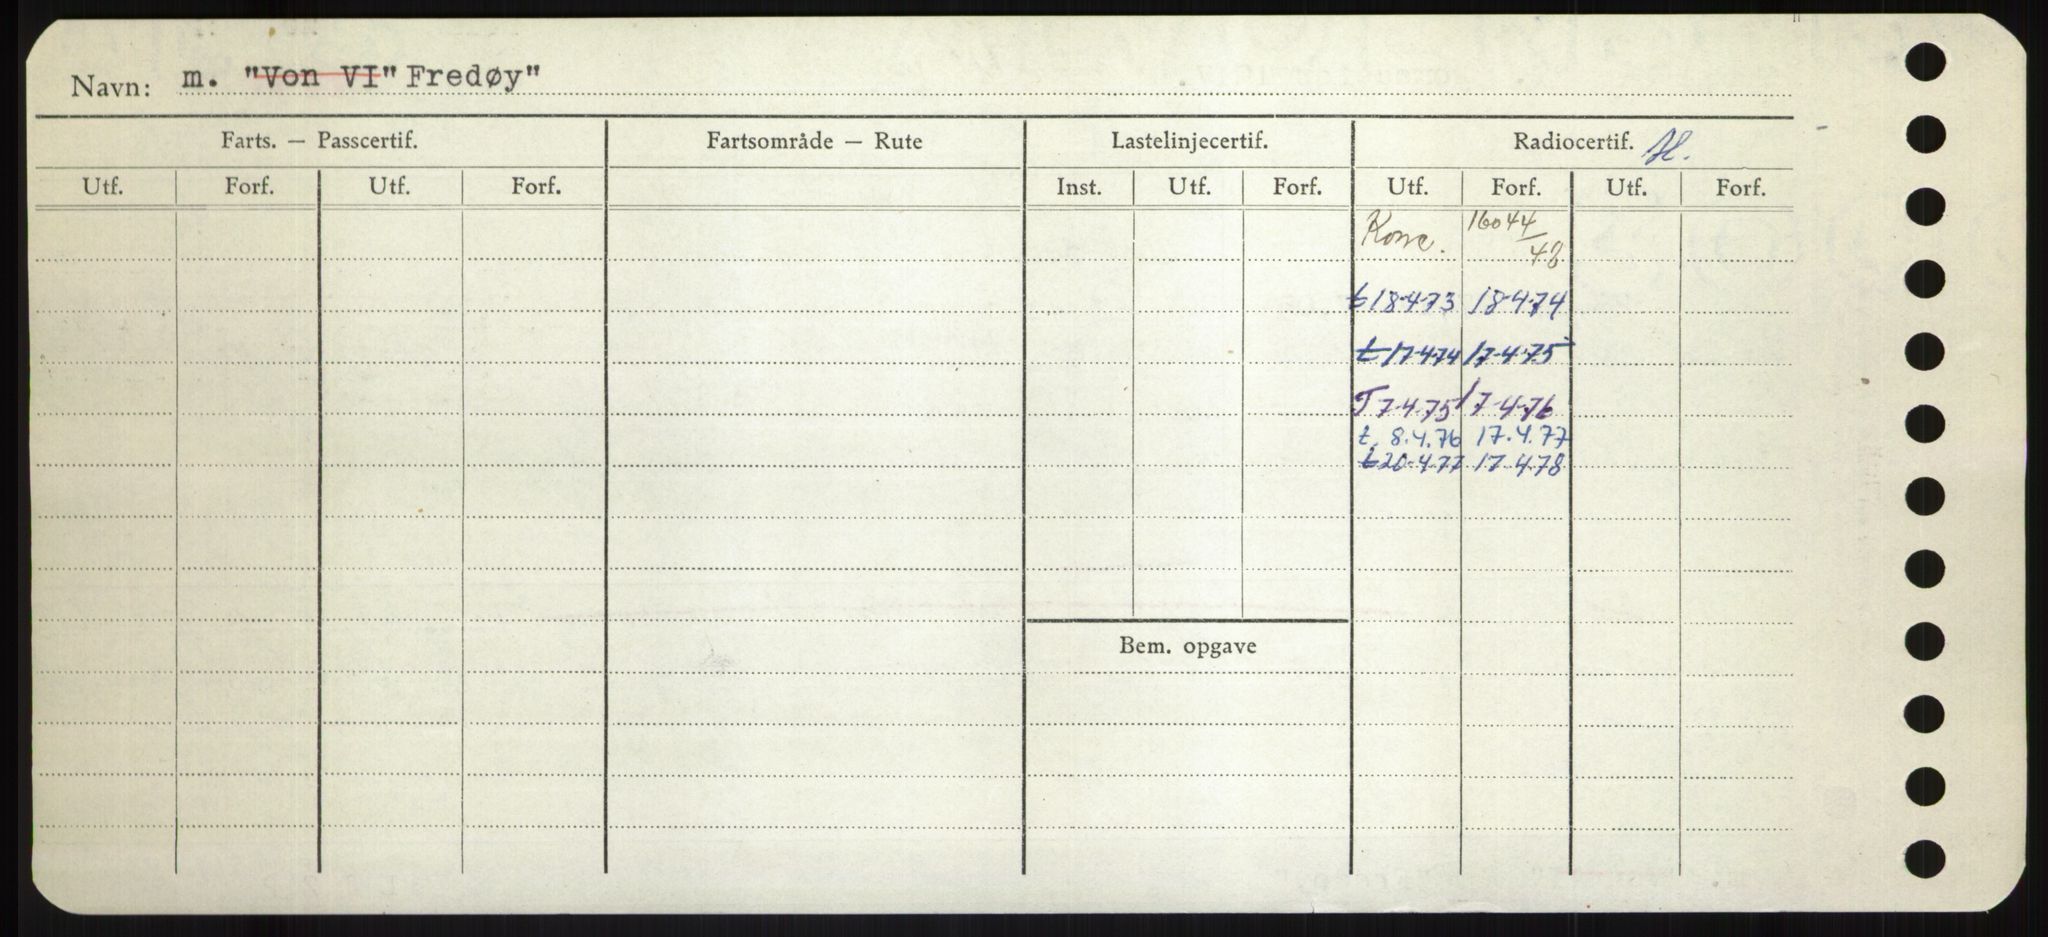 Navn: m. "Von VI" Fredøy"
Farts. — Passcertif. Fartsområde — Rute Lastelinjecertif. Radiocertif. H.
Utf. Forf. Utf. Forf. Inst. Utf. Forf. Utf. Forf. Utf. Forf.
16044/48
t 18-4-73 18-4-74
t 17-4-74 17-4-75
T 7-4-75 17-4-76
t. 8.4.76 17.4.77
t 20-4-77 17-4-78
Bem. opgave